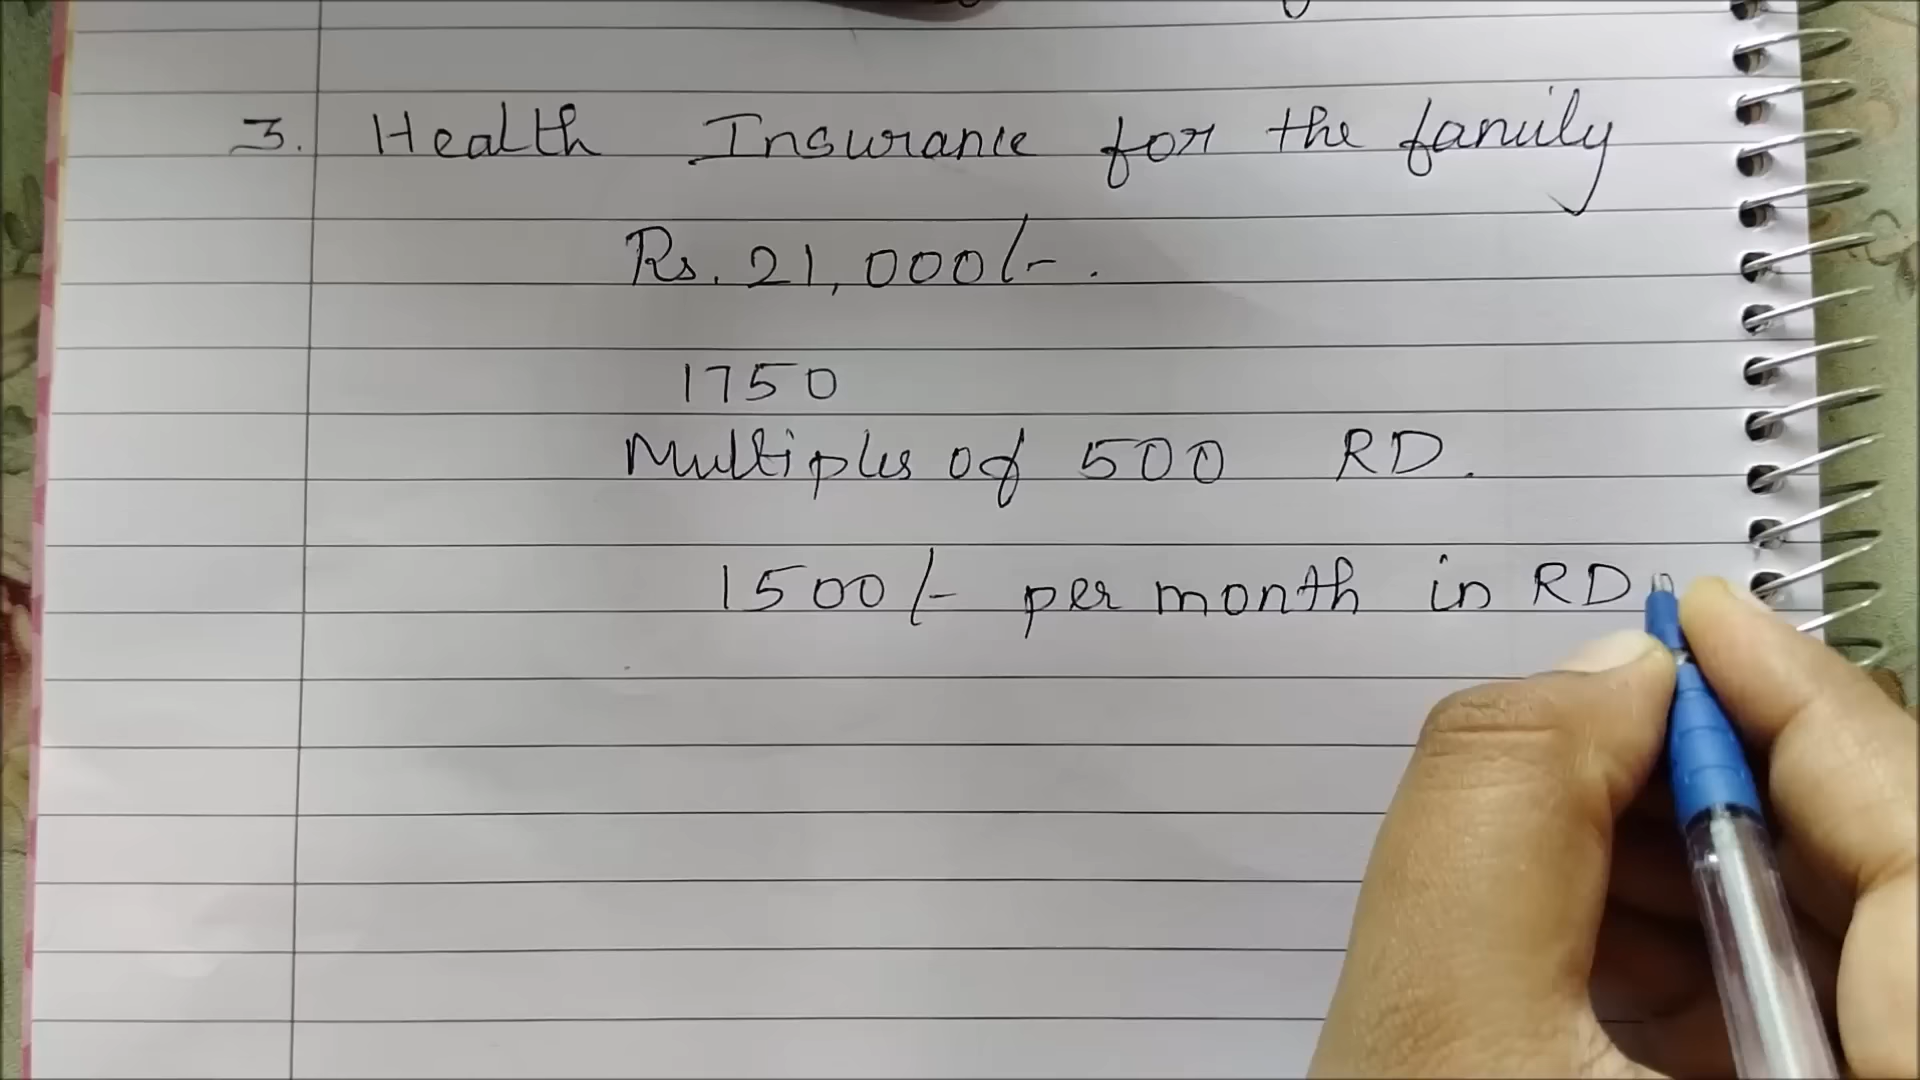 3. Health Insurance for the family
Rs. 21,000/-.
1750
Multiples of 500 RD.
1500/- per month in RD